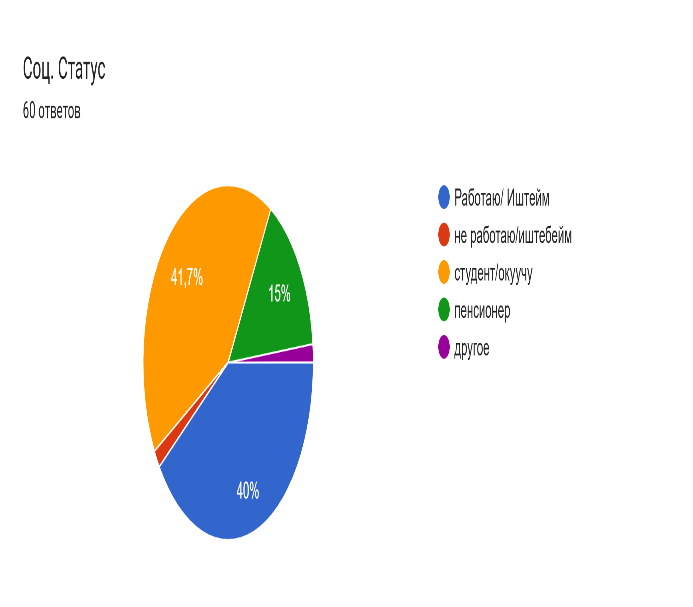 Соц. Статус
60 ответов
41,7%
15%
40%
Работаю/ Иштейм
не работаю/иштебейм
студент/окуучу
пенсионер
другое